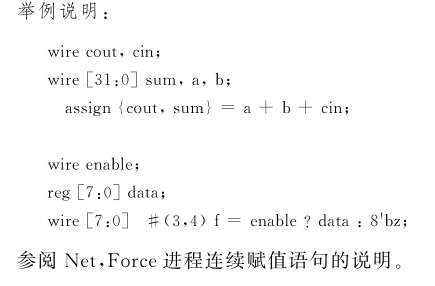 举例说明：
wire cout, cin;
wire [31:0] sum, a, b;
assign {cout, sum} = a + b + cin;
wire enable;
reg [7:0] data;
wire [7:0] #(3,4) f = enable ? data : 8'bz;
参阅 Net,Force 进程连续赋值语句的说明。